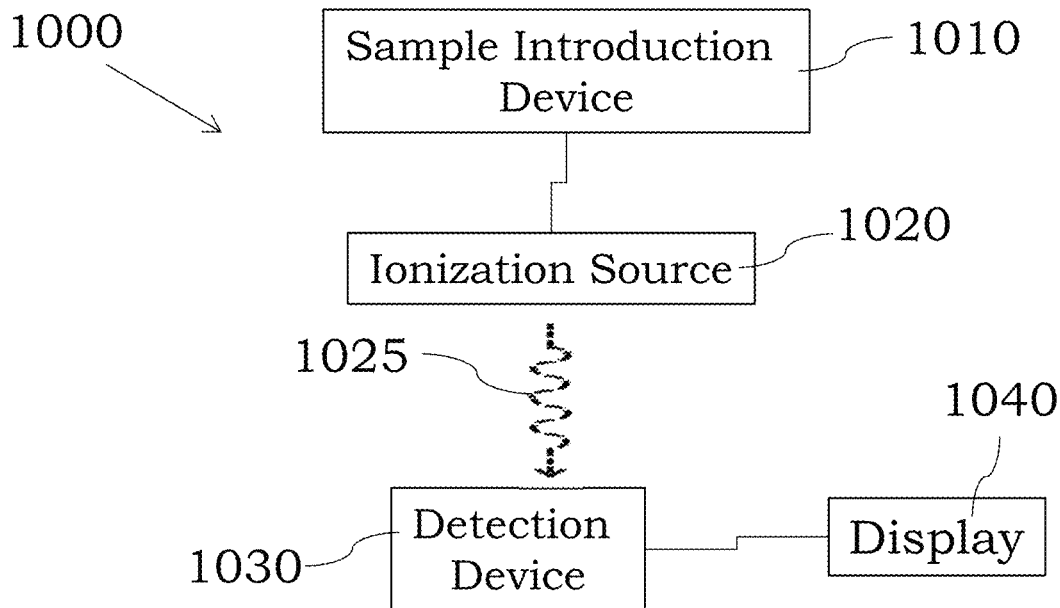 1000
Sample Introduction
Device
1010
Ionization Source
1020
1025
1040
Detection
Device
1030
Display